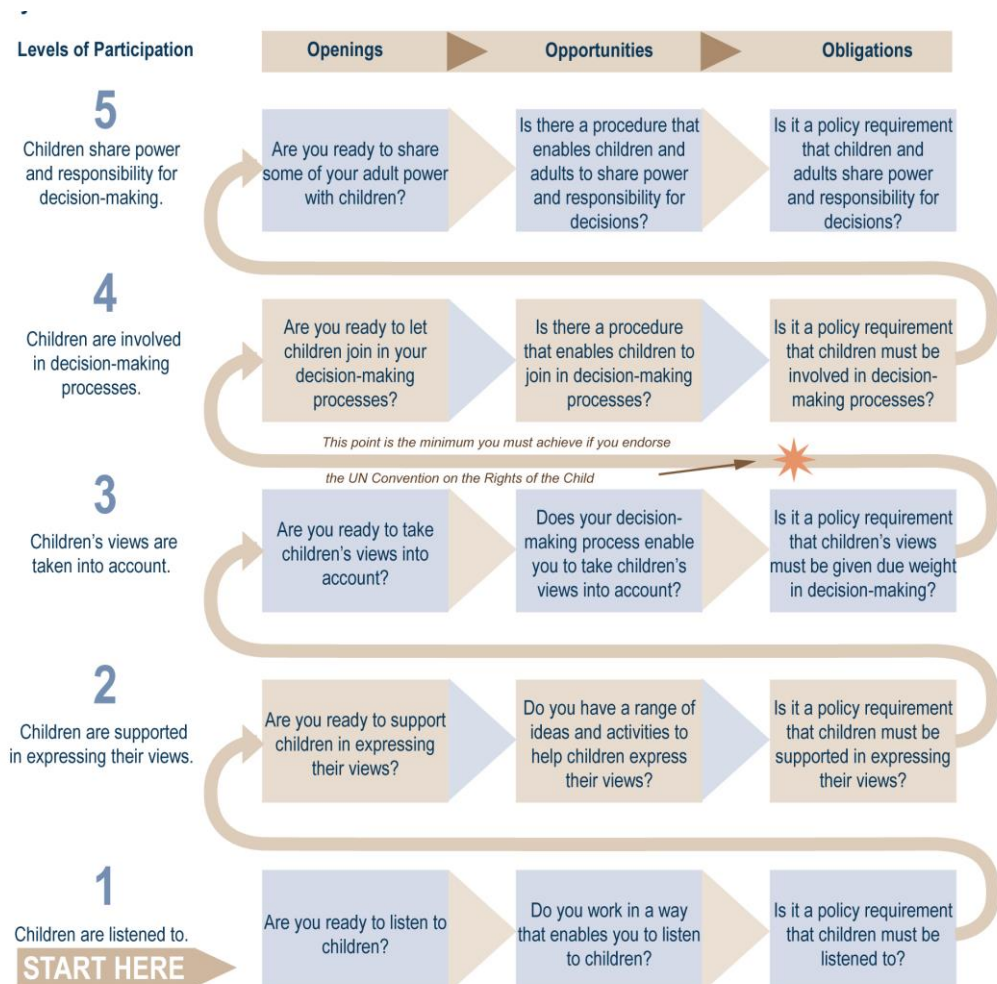 Levels of Participation
Openings
Opportunities
Obligations
5
Children share power
and responsibility for
decision-making.
Are you ready to share
some of your adult power
with children?
Is there a procedure that
enables children and
adults to share power
and responsibility for
decisions?
Is it a policy requirement
that children and
adults share power
and responsibility for
decisions?
4
Children are involved
in decision-making
processes.
Are you ready to let
children join in your
decision-making
processes?
Is there a procedure
that enables children to
join in decision-making
processes?
Is it a policy requirement
that children must be
involved in decision-
making processes?
This point is the minimum you must achieve if you endorse
the UN Convention on the Rights of the Child
3
Children's views are
taken into account.
Are you ready to take
children's views into
account?
Does your decision-
making process enable
you to take children's
views into account?
Is it a policy requirement
that children's views
must be given due weight
in decision-making?
2
Children are supported
in expressing their views.
Are you ready to support
children in expressing
their views?
Do you have a range of
ideas and activities to
help children express
their views?
Is it a policy requirement
that children must be
supported in expressing
their views?
1
Children are listened to.
START HERE
Are you ready to listen to
children?
Do you work in a way
that enables you to listen
to children?
Is it a policy requirement
that children must be
listened to?